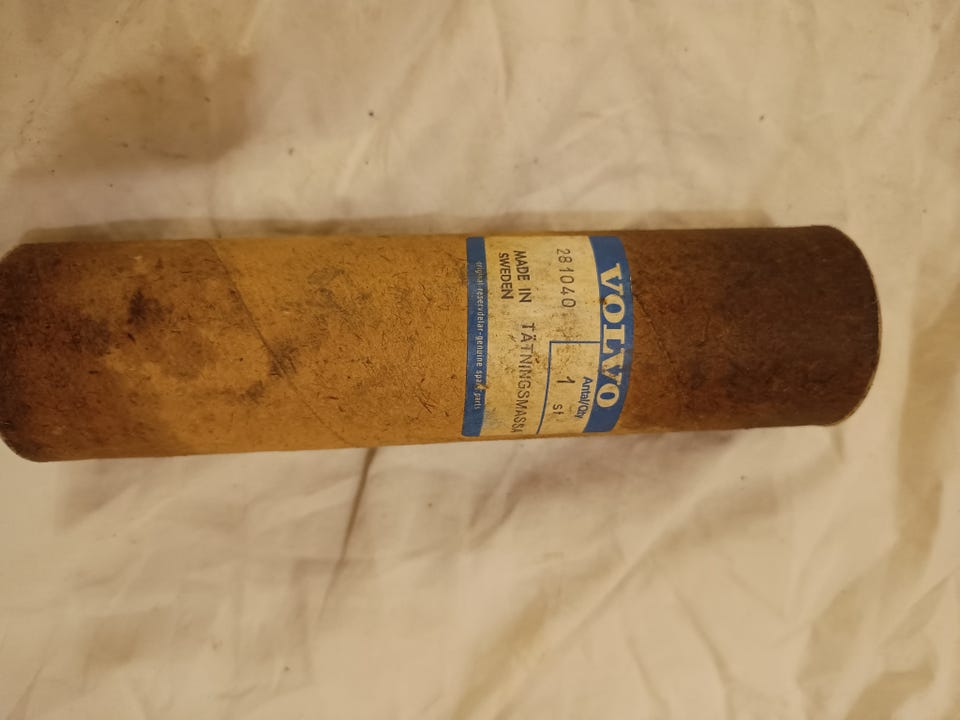 VOLVO
281040
Antal/Qty
1 st
MADE IN
SWEDEN
TÄTNINGSMASSA
original reservdelar-genuine spare parts